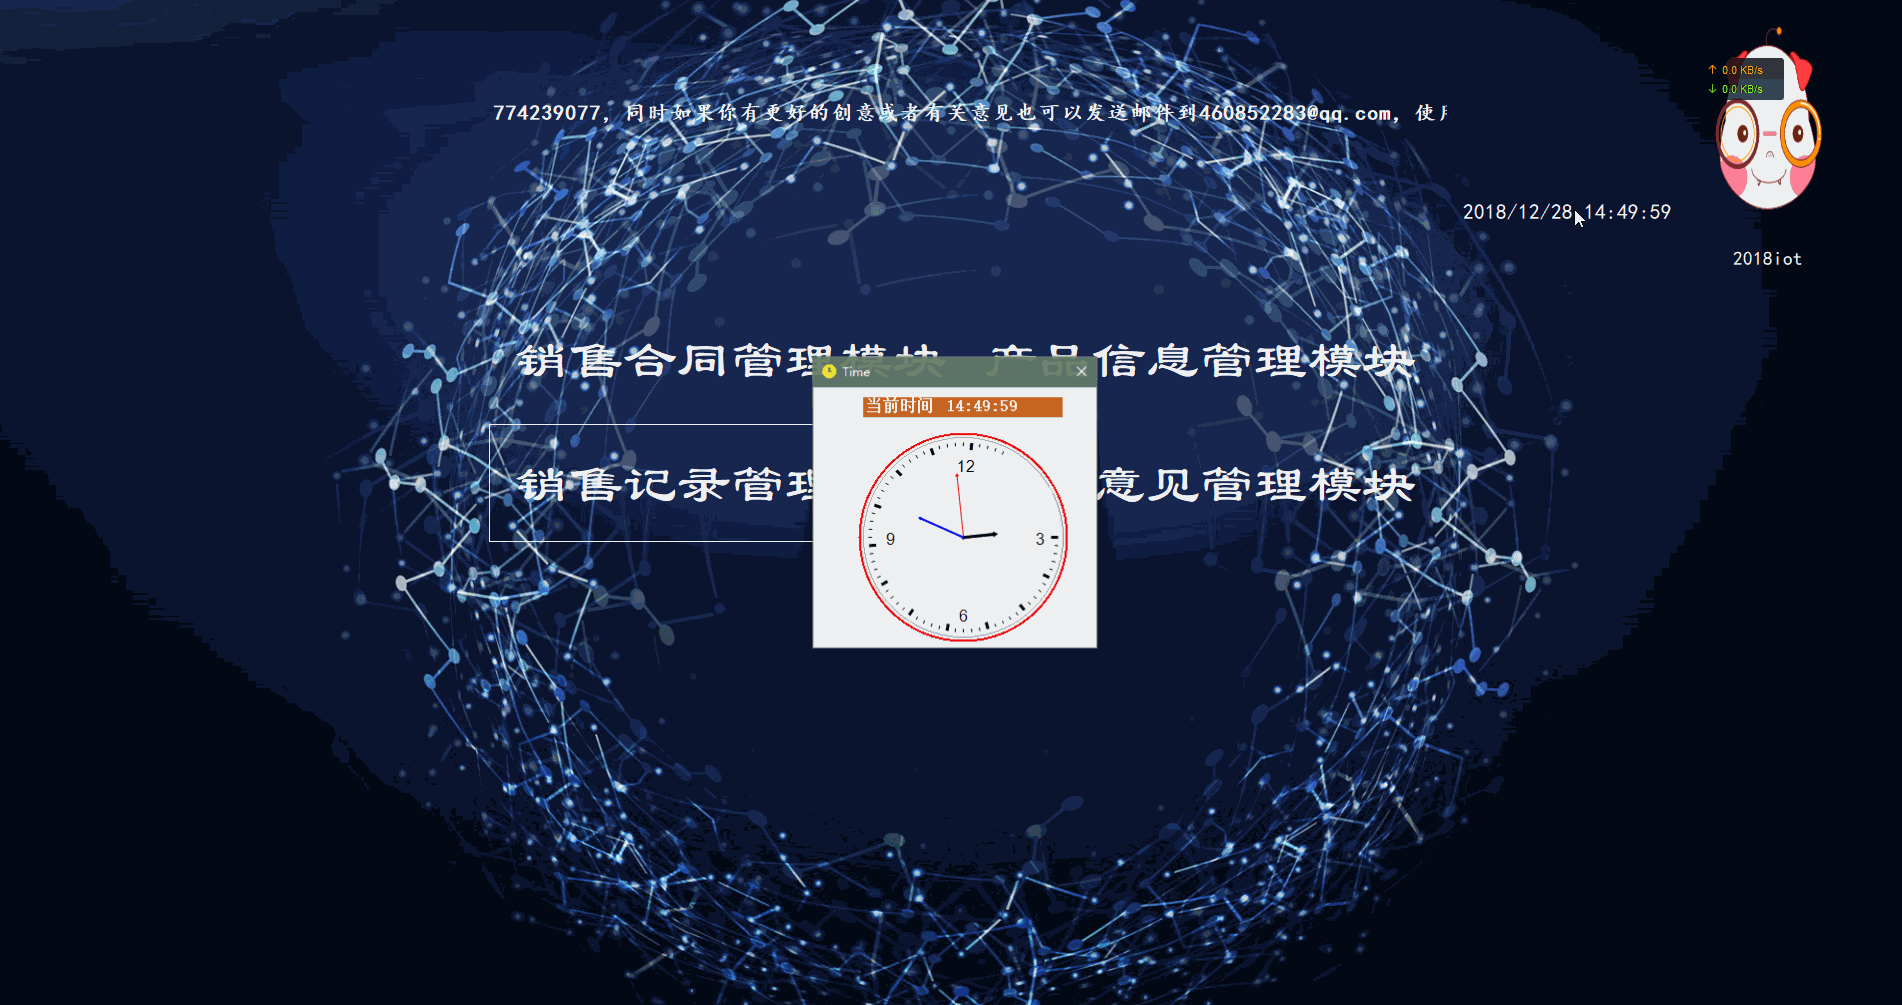 ↑ 0.0 KB/s
↓ 0.0 KB/s
774239077, 同时如果你有更好的创意或者有关意见也可以发送邮件到460852283@qq.com, 使
2018/12/28 14:49:59
2018iot
销售合同管理模块 产品信息管理模块
Time
当前时间 14:49:59
12
销售记录管 意见管理模块
9 3
6